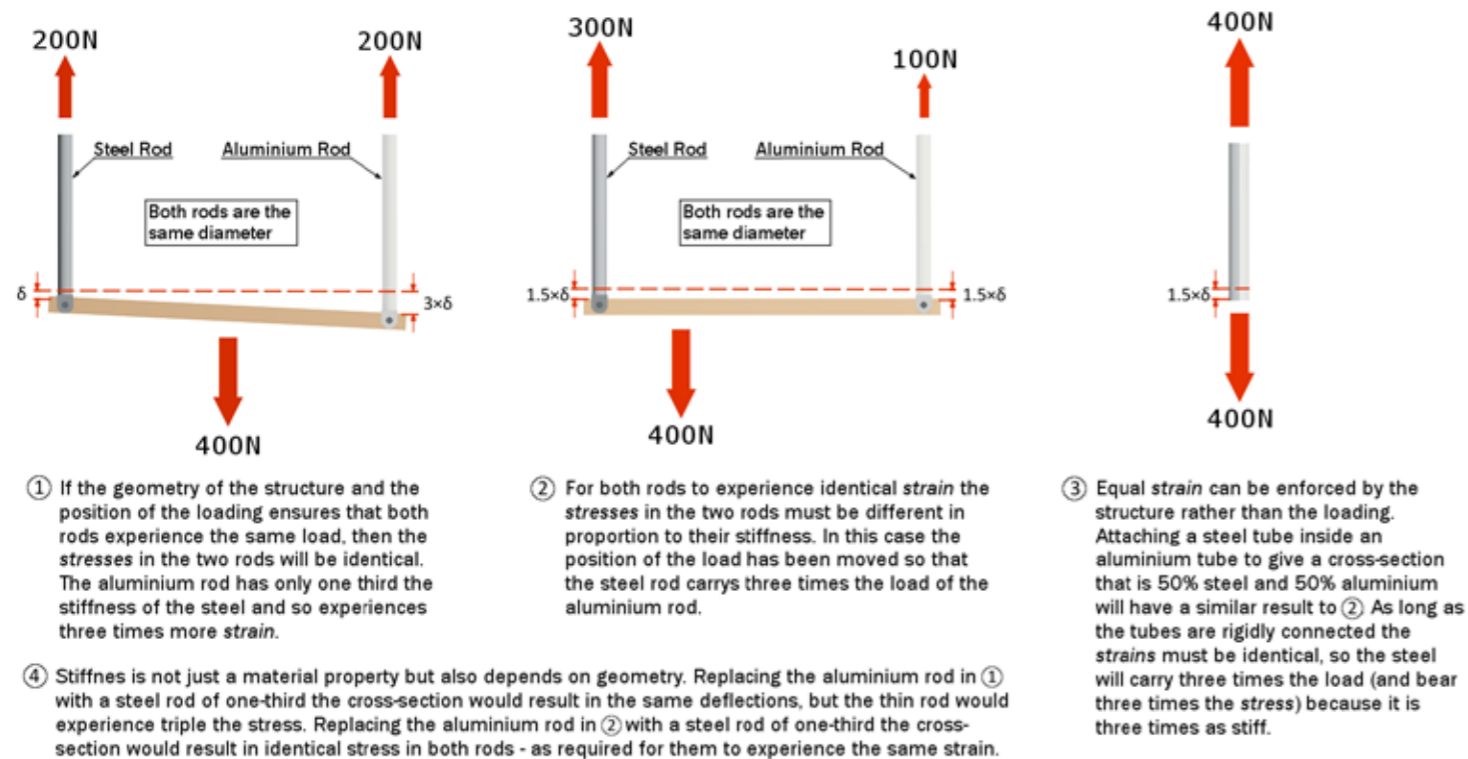 200N
200N
Steel Rod
Aluminium Rod
Both rods are the
same diameter
δ
3×δ
400N
300N
100N
Steel Rod
Aluminium Rod
Both rods are the
same diameter
1.5×δ
1.5×δ
400N
400N
1.5×δ
400N
① If the geometry of the structure and the
position of the loading ensures that both
rods experience the same load, then the
stresses in the two rods will be identical.
The aluminium rod has only one third the
stiffness of the steel and so experiences
three times more strain.
② For both rods to experience identical strain the
stresses in the two rods must be different in
proportion to their stiffness. In this case the
position of the load has been moved so that
the steel rod carrys three times the load of the
aluminium rod.
③ Equal strain can be enforced by the
structure rather than the loading.
Attaching a steel tube inside an
aluminium tube to give a cross-section
that is 50% steel and 50% aluminium
will have a similar result to ②. As long as
the tubes are rigidly connected the
strains must be identical, so the steel
will carry three times the load (and bear
three times the stress) because it is
three times as stiff.
④ Stiffnes is not just a material property but also depends on geometry. Replacing the aluminium rod in ①
with a steel rod of one-third the cross-section would result in the same deflections, but the thin rod would
experience triple the stress. Replacing the aluminium rod in ② with a steel rod of one-third the cross-
section would result in identical stress in both rods - as required for them to experience the same strain.